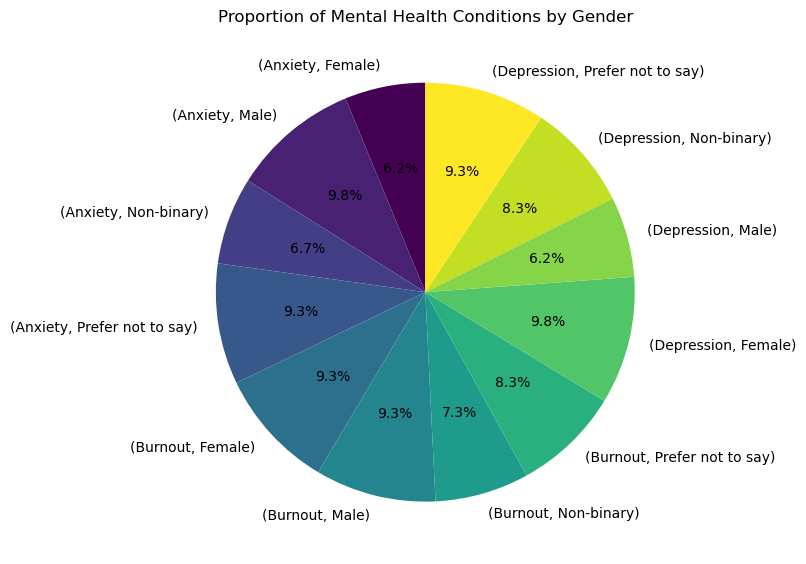 Proportion of Mental Health Conditions by Gender
(Anxiety, Female)
6.2%
(Anxiety, Male)
9.8%
(Anxiety, Non-binary)
6.7%
(Anxiety, Prefer not to say)
9.3%
(Burnout, Female)
9.3%
(Burnout, Male)
9.3%
(Burnout, Non-binary)
7.3%
(Burnout, Prefer not to say)
8.3%
(Depression, Female)
9.8%
(Depression, Male)
6.2%
(Depression, Non-binary)
8.3%
(Depression, Prefer not to say)
9.3%